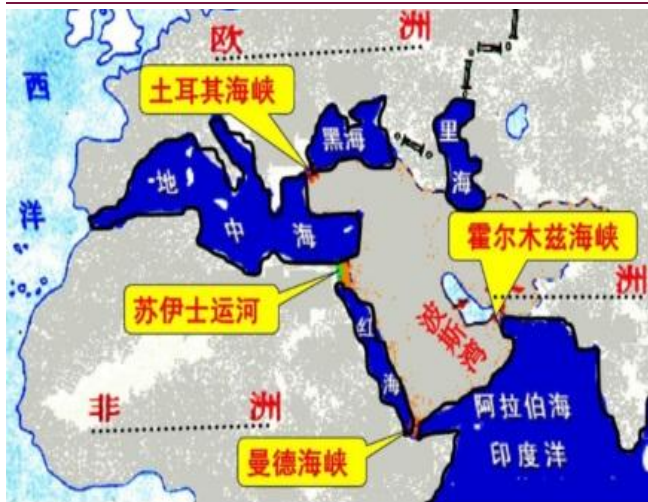 欧 洲
西
洋
土耳其海峡
黑海
里海
地中海
霍尔木兹海峡
洲
苏伊士运河
波斯湾
红海
非 洲
阿拉伯海
印度洋
曼德海峡